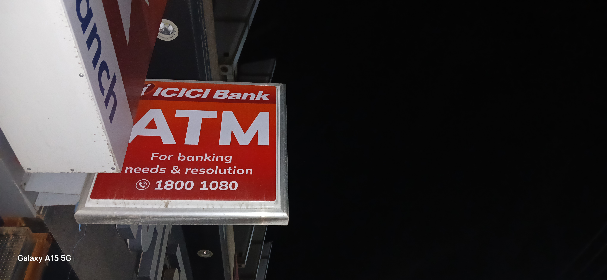 anch
ICICI Bank
ATM
For banking
needs & resolution
1800 1080
Galaxy A15 5G